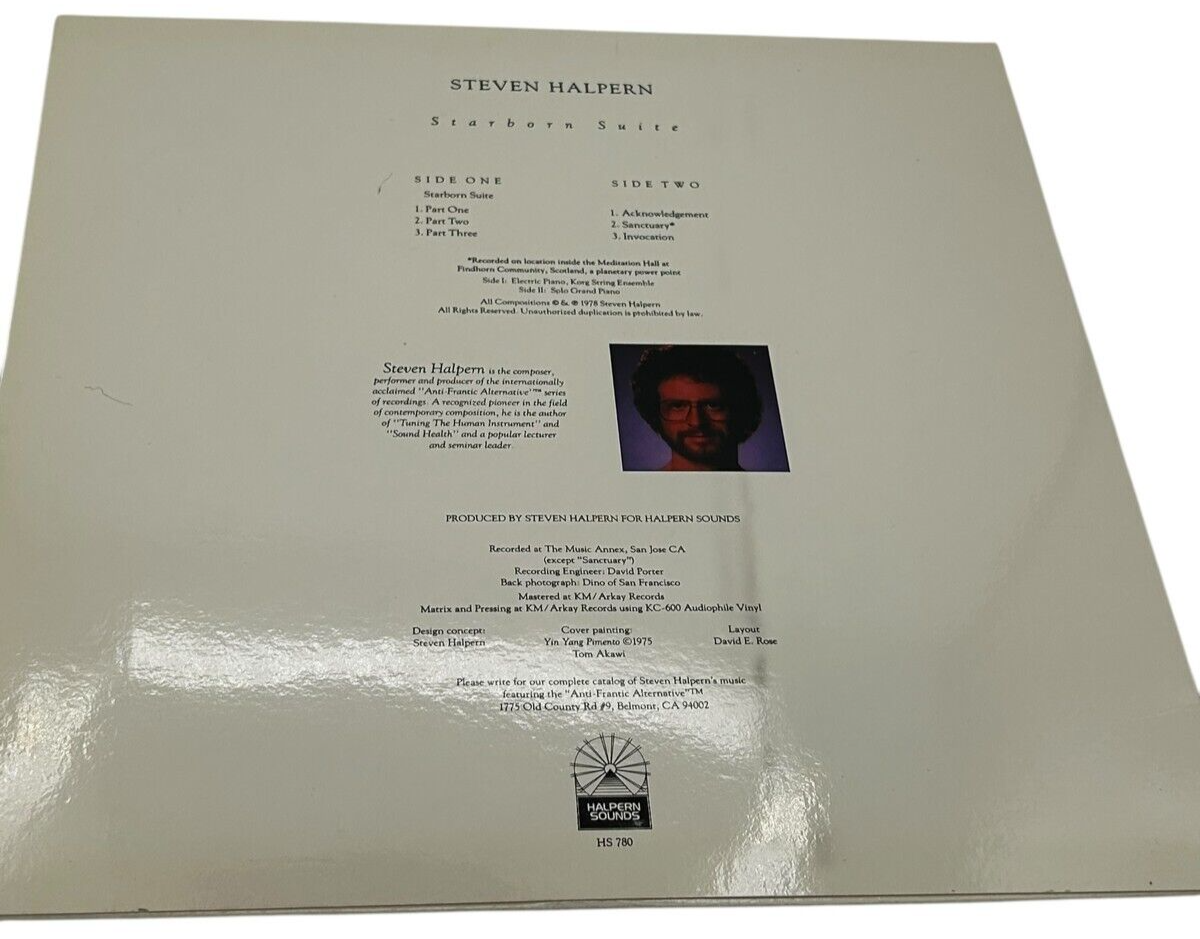 STEVEN HALPERN
Starborn Suite
SIDE ONE
Starborn Suite
1. Part One
2. Part Two
3. Part Three
SIDE TWO
1. Acknowledgement
2. Sanctuary*
3. Invocation
*Recorded on location inside the Meditation Hall at
Findhorn Community, Scotland, a planetary power point
Side I: Electric Piano, Korg String Ensemble
Side II: Solo Grand Piano
All Compositions © & ℗ 1978 Steven Halpern
All Rights Reserved. Unauthorized duplication is prohibited by law.
Steven Halpern is the composer,
performer and producer of the internationally
acclaimed "Anti-Frantic Alternative"™ series
of recordings. A recognized pioneer in the field
of contemporary composition, he is the author
of "Tuning The Human Instrument" and
"Sound Health" and a popular lecturer
and seminar leader.
PRODUCED BY STEVEN HALPERN FOR HALPERN SOUNDS
Recorded at The Music Annex, San Jose CA
(except "Sanctuary")
Recording Engineer: David Porter
Back photograph: Dino of San Francisco
Mastered at KM/Arkay Records
Matrix and Pressing at KM/Arkay Records using KC-600 Audiophile Vinyl
Design concept:
Steven Halpern
Cover painting:
Yin Yang Pimento ©1975
Tom Akawi
Layout
David E. Rose
Please write for our complete catalog of Steven Halpern's music
featuring the "Anti-Frantic Alternative"™
1775 Old County Rd #9, Belmont, CA 94002
HALPERN
SOUNDS
HS 780